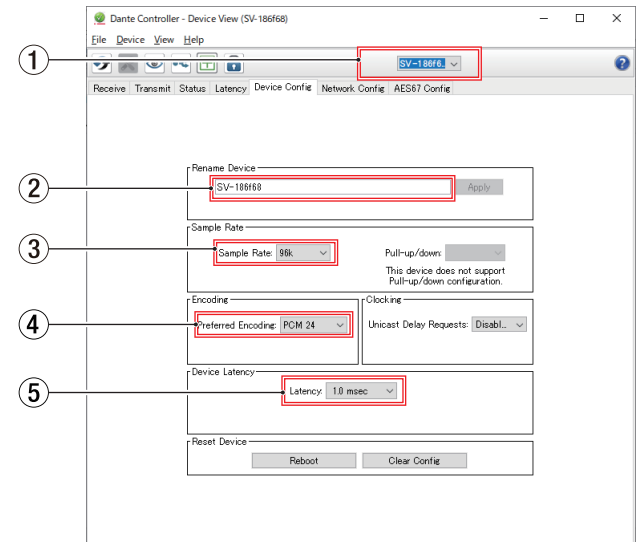 Dante Controller - Device View (SV-186f68)
File Device View Help
1
SV-186f6..
Receive Transmit Status Latency Device Config Network Config AES67 Config
Rename Device
2
SV-186f68
Apply
Sample Rate
3
Sample Rate: 96k
Pull-up/down:
This device does not support
Pull-up/down configuration.
Encoding
Clocking
4
Preferred Encoding: PCM 24
Unicast Delay Requests: Disabl...
Device Latency
5
Latency: 1.0 msec
Reset Device
Reboot
Clear Config